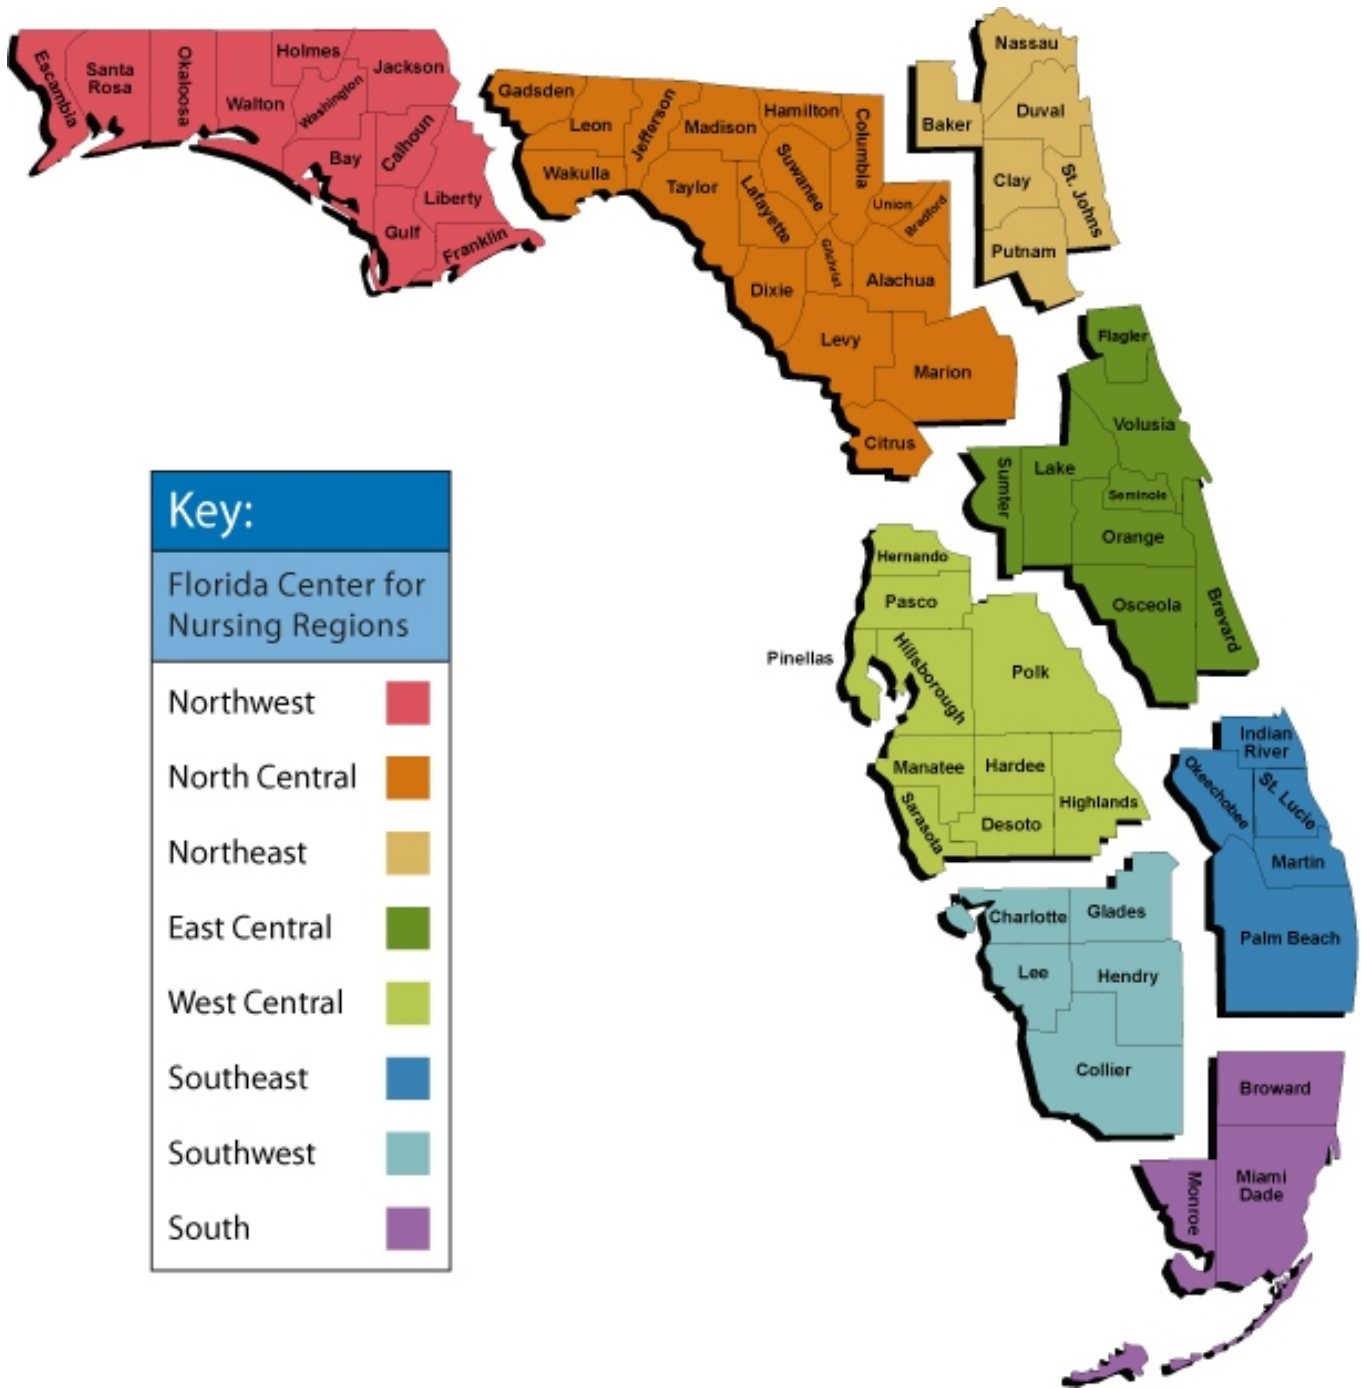 Escambia
Santa
Rosa
Okaloosa
Walton
Holmes
Washington
Jackson
Bay
Calhoun
Liberty
Gulf
Franklin
Gadsden
Leon
Jefferson
Madison
Hamilton
Columbia
Wakulla
Taylor
Lafayette
Suwanee
Union
Bradford
Gilchrist
Alachua
Dixie
Levy
Marion
Citrus
Nassau
Baker
Duval
Clay
St. Johns
Putnam
Flagler
Volusia
Sumter
Lake
Seminole
Orange
Osceola
Brevard
Hernando
Pasco
Pinellas
Hillsborough
Polk
Manatee
Hardee
Highlands
Sarasota
Desoto
Indian
River
Okeechobee
St. Lucie
Martin
Palm Beach
Charlotte
Glades
Lee
Hendry
Collier
Broward
Miami
Dade
Monroe
Key:
Florida Center for
Nursing Regions
Northwest
North Central
Northeast
East Central
West Central
Southeast
Southwest
South